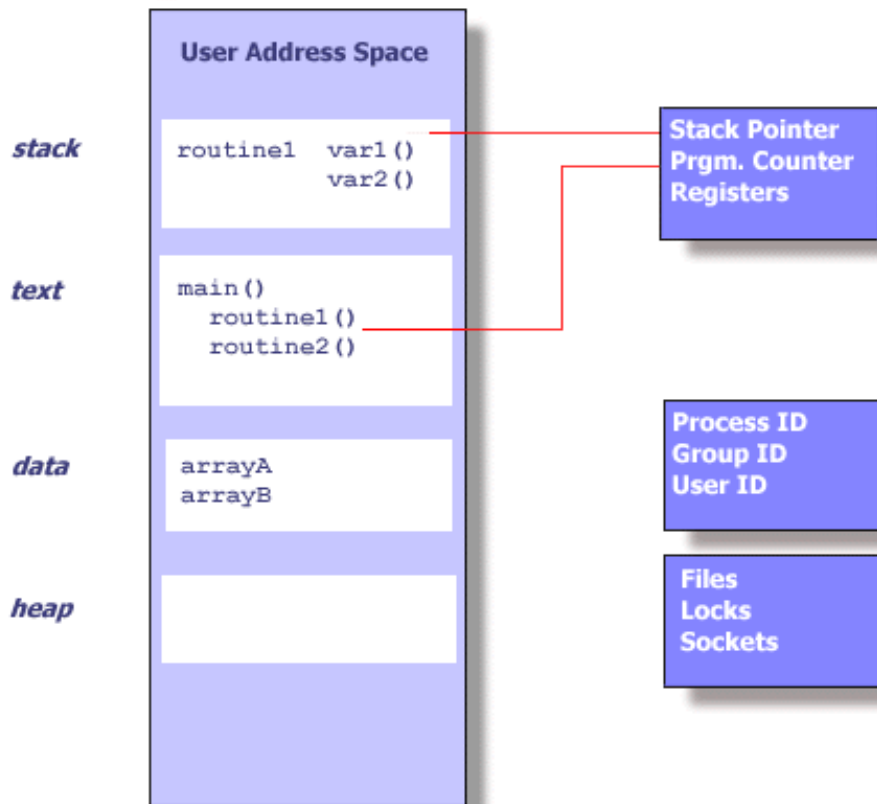 User Address Space
stack
routine1 var1()
var2()
text
main()
routine1()
routine2()
data
arrayA
arrayB
heap
Stack Pointer
Prgm. Counter
Registers
Process ID
Group ID
User ID
Files
Locks
Sockets